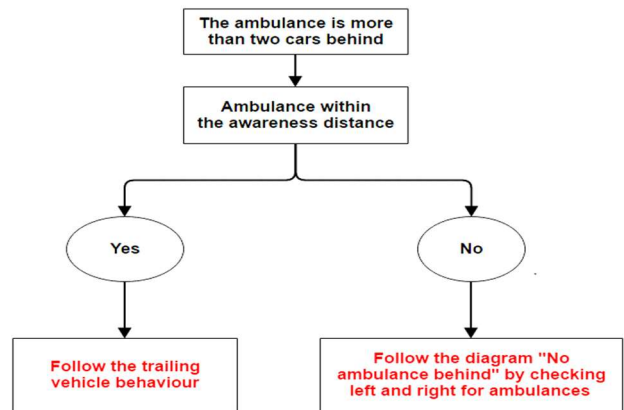 The ambulance is more
than two cars behind
Ambulance within
the awareness distance
Yes
No
Follow the trailing
vehicle behaviour
Follow the diagram "No
ambulance behind" by checking
left and right for ambulances